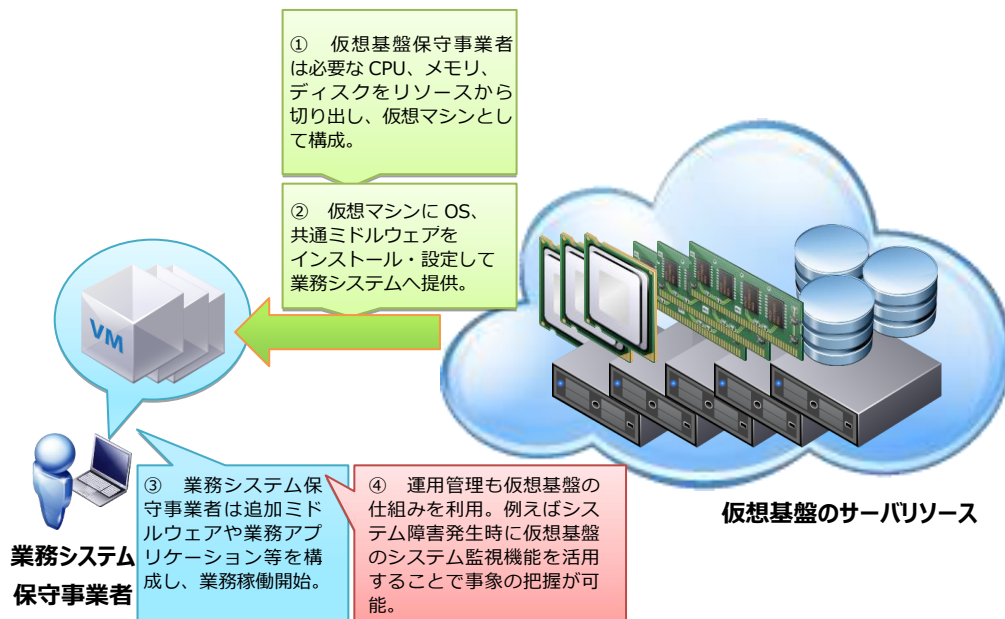 ① 仮想基盤保守事業者
は必要な CPU、メモリ、
ディスクをリソースから
切り出し、仮想マシンとし
て構成。
② 仮想マシンに OS、
共通ミドルウェアを
インストール・設定して
業務システムへ提供。
VM
③ 業務システム保
守事業者は追加ミド
ルウェアや業務アプ
リケーション等を構
成し、業務稼働開始。
④ 運用管理も仮想基盤の
仕組みを利用。例えばシス
テム障害発生時に仮想基盤
のシステム監視機能を活用
することで事象の把握が可
能。
仮想基盤のサーバリソース
業務システム
保守事業者